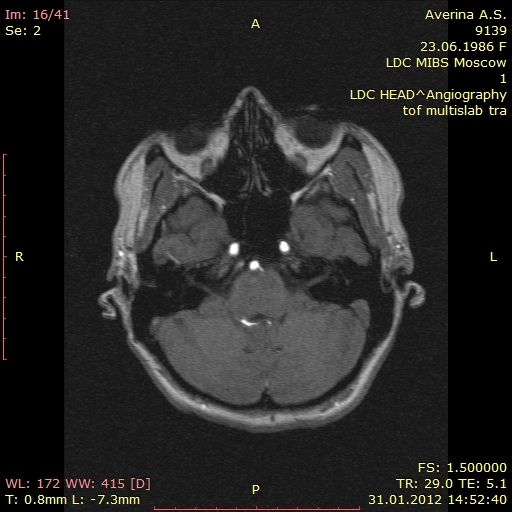 Im: 16/41
Se: 2
A
Averina A.S.
9139
23.06.1986 F
LDC MIBS Moscow
1
LDC HEAD^Angiography
tof multislab tra
R
L
WL: 172 WW: 415 [D]
T: 0.8mm L: -7.3mm
P
FS: 1.500000
TR: 29.0 TE: 5.1
31.01.2012 14:52:40